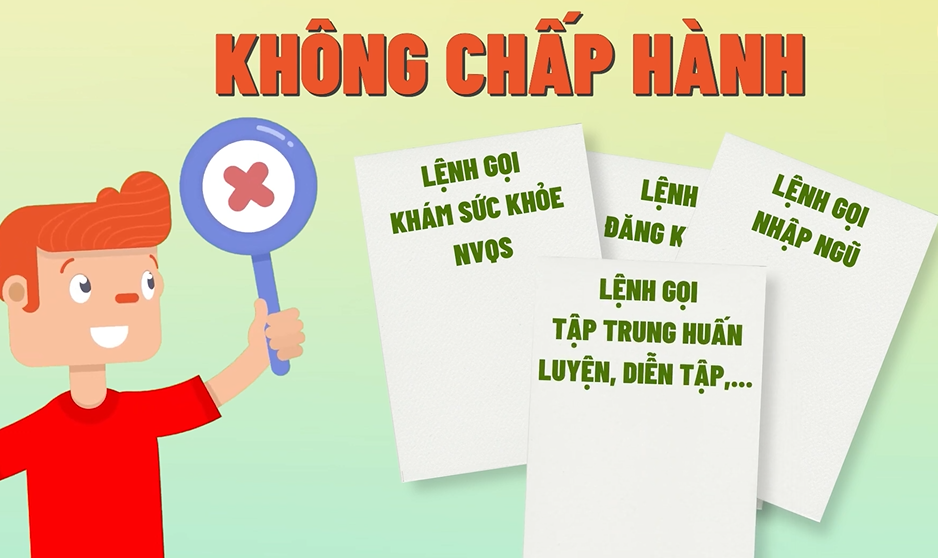 KHÔNG CHẤP HÀNH
LỆNH GỌI
KHÁM SỨC KHỎE
NVQS
LỆNH
ĐĂNG K
LỆNH GỌI
NHẬP NGŨ
LỆNH GỌI
TẬP TRUNG HUẤN
LUYỆN, DIỄN TẬP,...